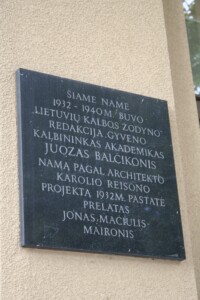 ŠIAME NAME
1932 - 1940 M. BUVO
„LIETUVIŲ KALBOS ŽODYNO"
REDAKCIJA, GYVENO
KALBININKAS AKADEMIKAS
JUOZAS BALČIKONIS
NAMĄ PAGAL ARCHITEKTO
KAROLIO REISONO
PROJEKTĄ 1932 M. PASTATĖ
PRELATAS
JONAS MAČIULIS-
MAIRONIS